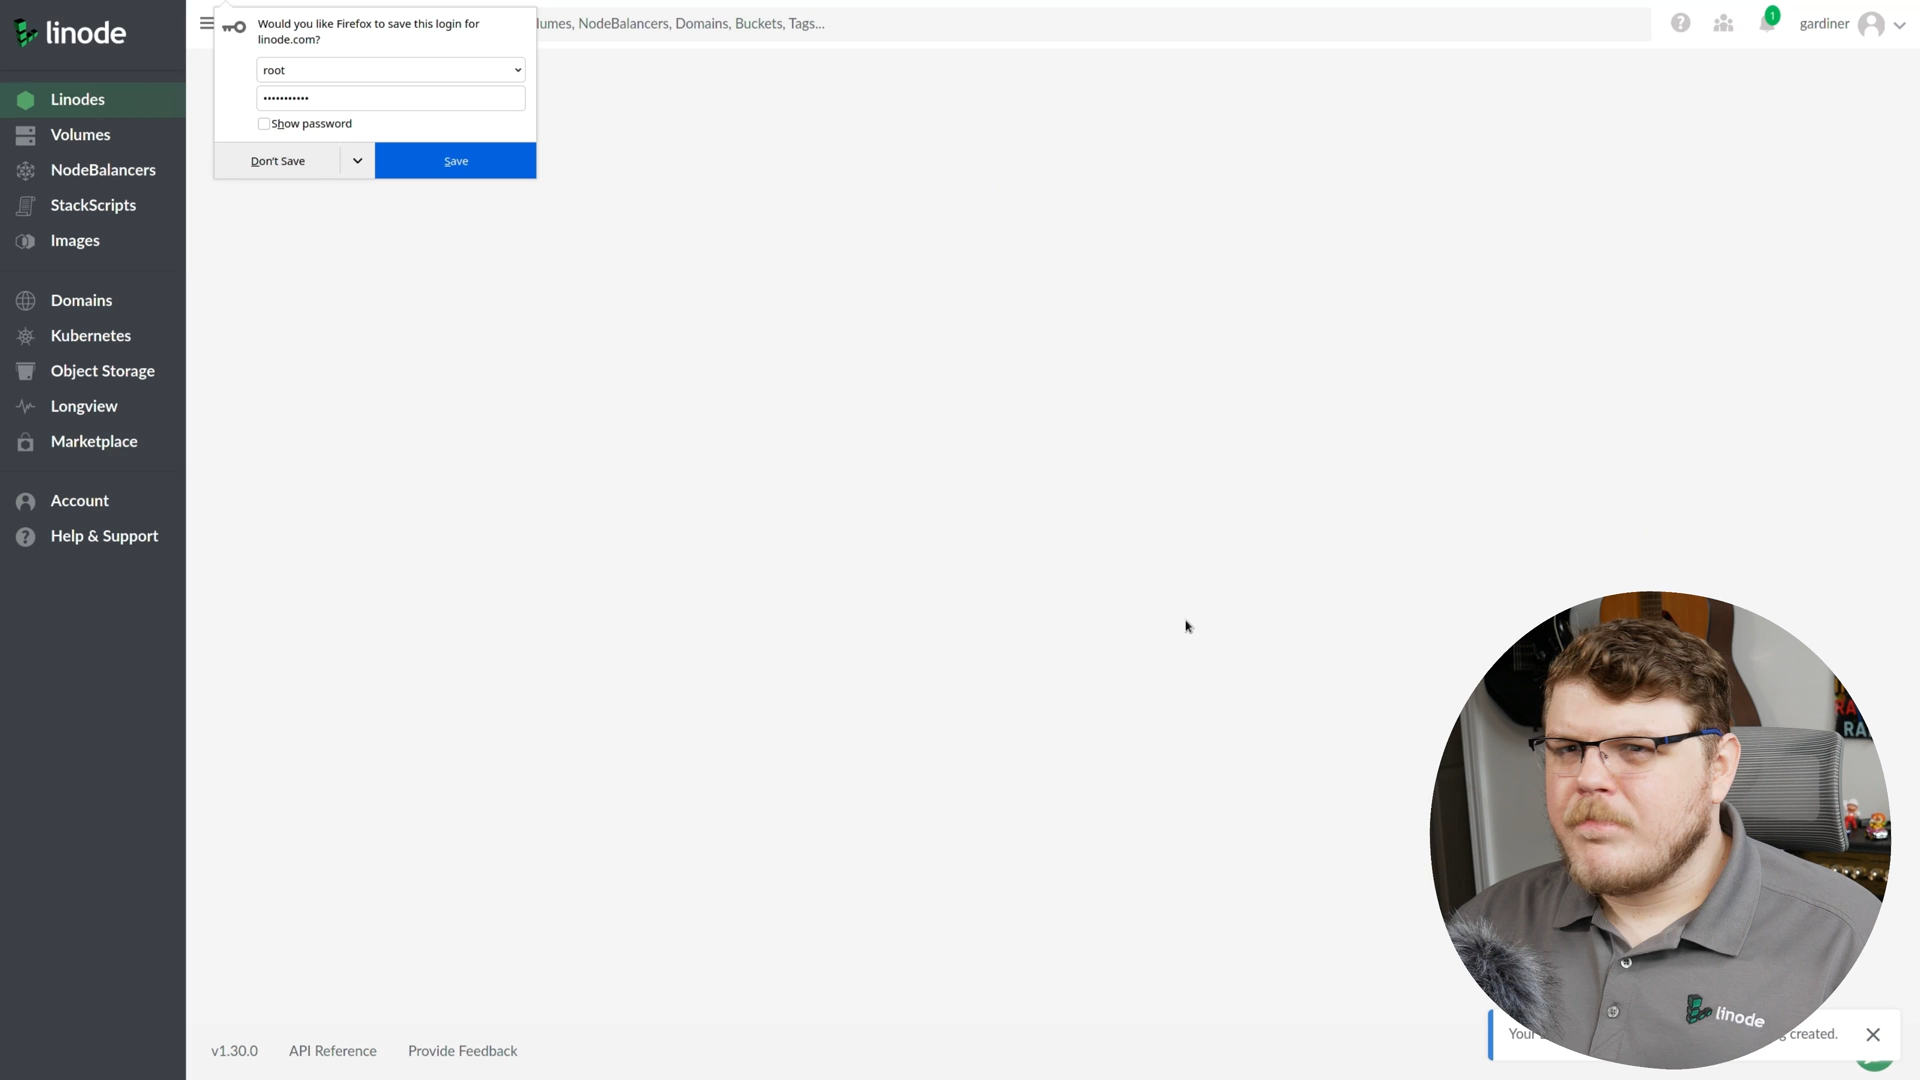 linode
Linodes
Volumes
NodeBalancers
StackScripts
Images
Domains
Kubernetes
Object Storage
Longview
Marketplace
Account
Help & Support
Would you like Firefox to save this login for
linode.com?
root
•••••••••••
Show password
Don't Save
Save
NodeBalancers, Domains, Buckets, Tags...
1
gardiner
v1.30.0
API Reference
Provide Feedback
linode
Your
created.